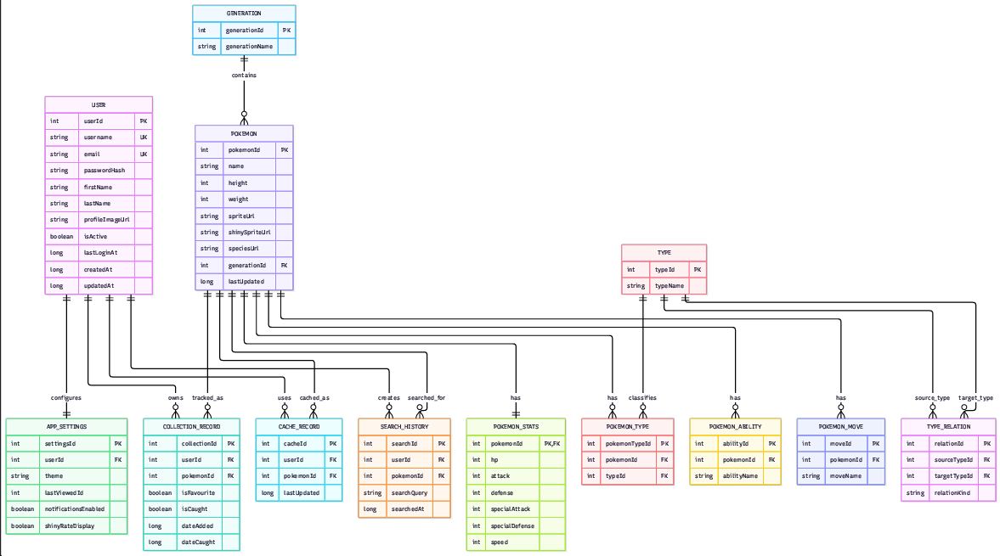 GENERATION
int generationId PK
string generationName
contains
USER
int userId PK
string username UK
string email UK
string passwordHash
string firstName
string lastName
string profileImageUrl
boolean isActive
long lastLoginAt
long createdAt
long updatedAt
POKEMON
int pokemonId PK
string name
int height
int weight
string spriteUrl
string shinySpriteUrl
string speciesUrl
int generationId FK
long lastUpdated
TYPE
int typeId PK
string typeName
configures owns tracked_as uses cached_as creates searched_for has has classifies has has source_type target_type
APP_SETTINGS
int settingsId PK
int userId FK
string theme
int lastViewedId
boolean notificationsEnabled
boolean shinyRateDisplay
COLLECTION_RECORD
int collectionId PK
int userId FK
int pokemonId FK
boolean isFavourite
boolean isCaught
long dateAdded
long dateCaught
CACHE_RECORD
int cacheId PK
int userId FK
int pokemonId FK
long lastUpdated
SEARCH_HISTORY
int searchId PK
int userId FK
int pokemonId FK
string searchQuery
long searchedAt
POKEMON_STATS
int pokemonId PK,FK
int hp
int attack
int defense
int specialAttack
int specialDefense
int speed
POKEMON_TYPE
int pokemonTypeId PK
int pokemonId FK
int typeId FK
POKEMON_ABILITY
int abilityId PK
int pokemonId FK
string abilityName
POKEMON_MOVE
int moveId PK
int pokemonId FK
string moveName
TYPE_RELATION
int relationId PK
int sourceTypeId FK
int targetTypeId FK
string relationKind